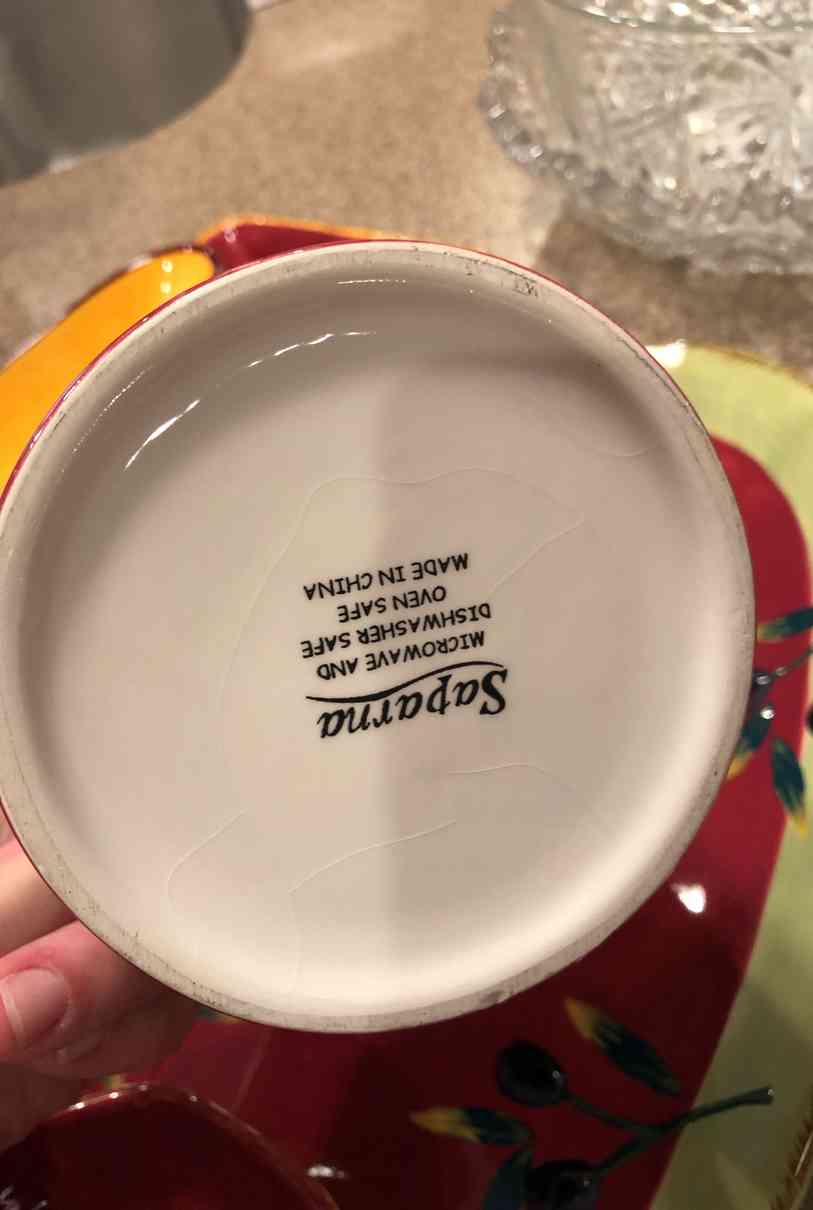 Saparna
MICROWAVE AND
DISHWASHER SAFE
OVEN SAFE
MADE IN CHINA